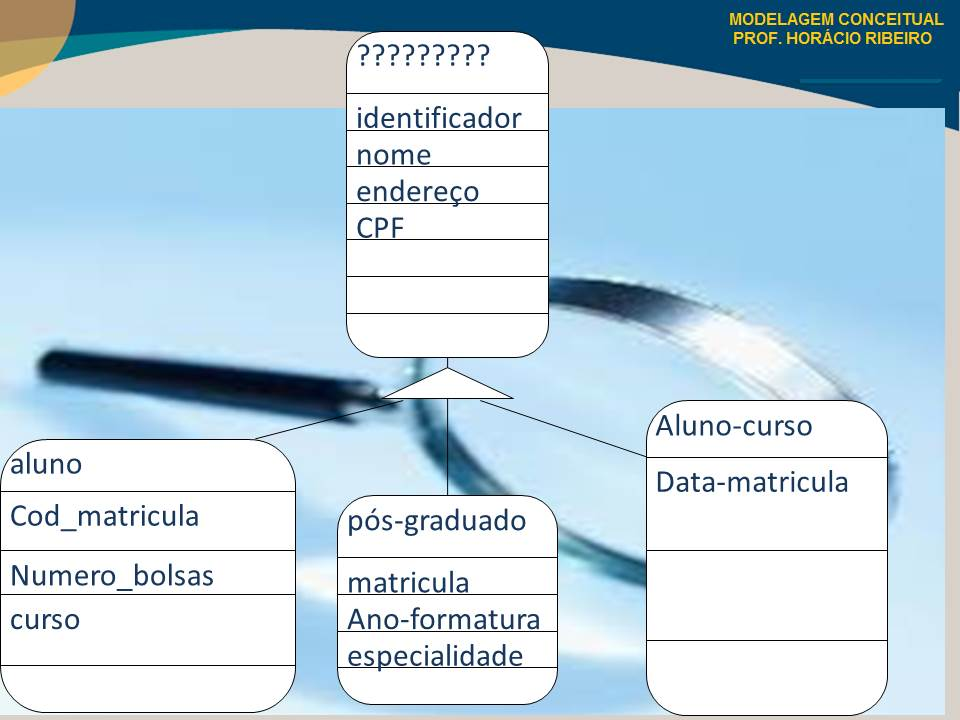 MODELAGEM CONCEITUAL
PROF. HORÁCIO RIBEIRO
?????????
identificador
nome
endereço
CPF
aluno
Cod_matricula
Numero_bolsas
curso
pós-graduado
matricula
Ano-formatura
especialidade
Aluno-curso
Data-matricula